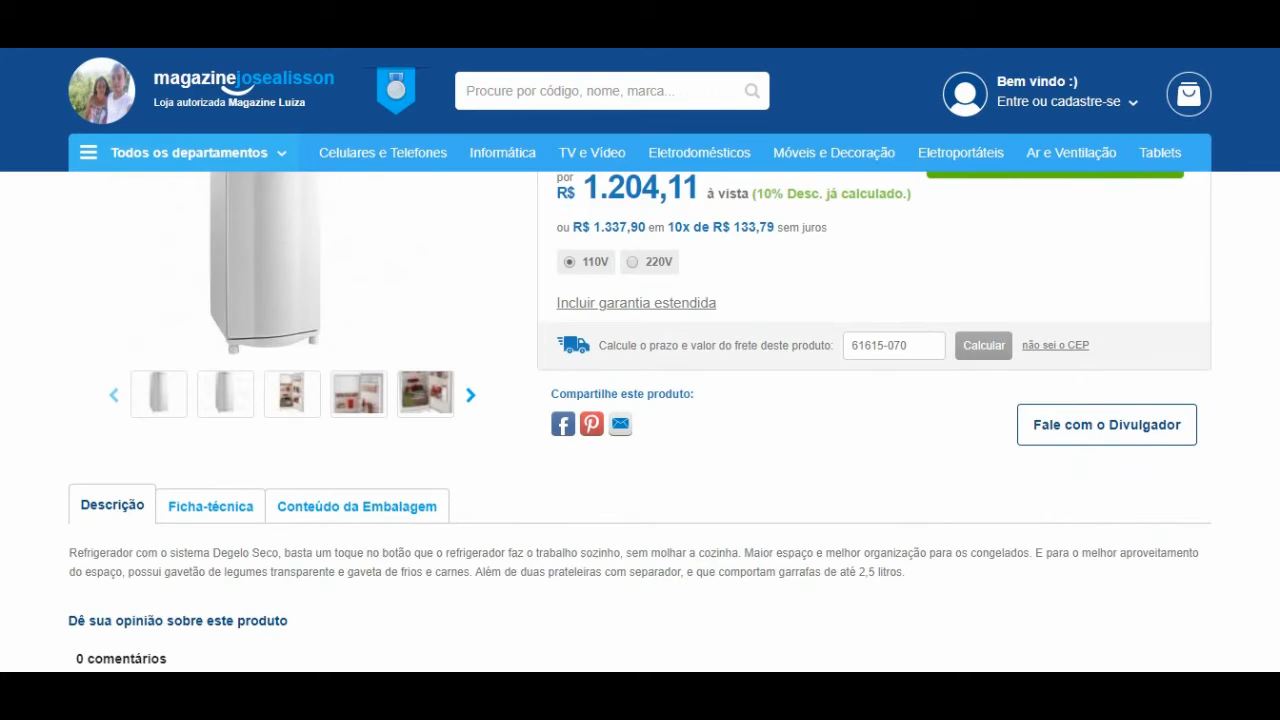 magazinejosealisson
Loja autorizada Magazine Luiza
Procure por código, nome, marca...
Bem vindo :)
Entre ou cadastre-se
Todos os departamentos
Celulares e Telefones
Informática
TV e Vídeo
Eletrodomésticos
Móveis e Decoração
Eletroportáteis
Ar e Ventilação
Tablets
por
R$ 1.204,11 à vista (10% Desc. já calculado.)
ou R$ 1.337,90 em 10x de R$ 133,79 sem juros
110V
220V
Incluir garantia estendida
Calcule o prazo e valor do frete deste produto:
61615-070
Calcular
não sei o CEP
Compartilhe este produto:
Fale com o Divulgador
Descrição
Ficha-técnica
Conteúdo da Embalagem
Refrigerador com o sistema Degelo Seco, basta um toque no botão que o refrigerador faz o trabalho sozinho, sem molhar a cozinha. Maior espaço e melhor organização para os congelados. E para o melhor aproveitamento
do espaço, possui gavetão de legumes transparente e gaveta de frios e carnes. Além de duas prateleiras com separador, e que comportam garrafas de até 2,5 litros.
Dê sua opinião sobre este produto
0 comentários